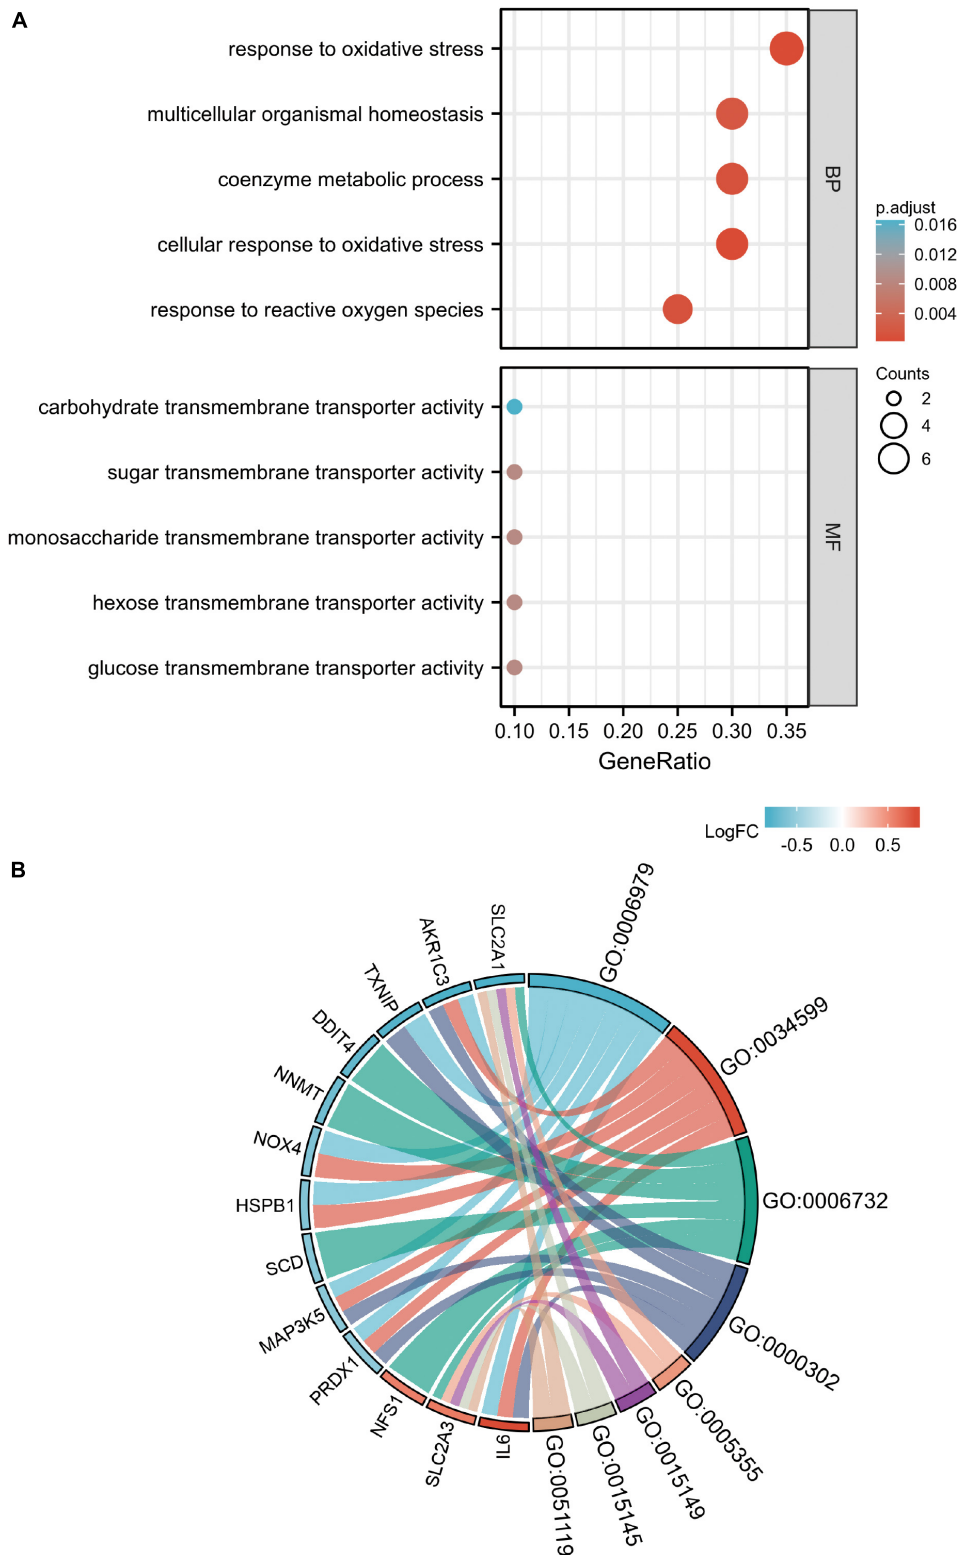 A
response to oxidative stress
multicellular organismal homeostasis
coenzyme metabolic process
cellular response to oxidative stress
response to reactive oxygen species
BP
p.adjust
0.016
0.012
0.008
0.004
Counts
2
4
6
carbohydrate transmembrane transporter activity
sugar transmembrane transporter activity
monosaccharide transmembrane transporter activity
hexose transmembrane transporter activity
glucose transmembrane transporter activity
MF
0.10 0.15 0.20 0.25 0.30 0.35
GeneRatio
LogFC
-0.5 0.0 0.5
B
SLC2A1
AKR1C3
TXNIP
DDIT4
NNMT
NOX4
HSPB1
SCD
MAP3K5
PRDX1
NFS1
SLC2A3
IL6
GO:0006979
GO:0034599
GO:0006732
GO:0000302
GO:0005355
GO:0015149
GO:0015145
GO:0051119